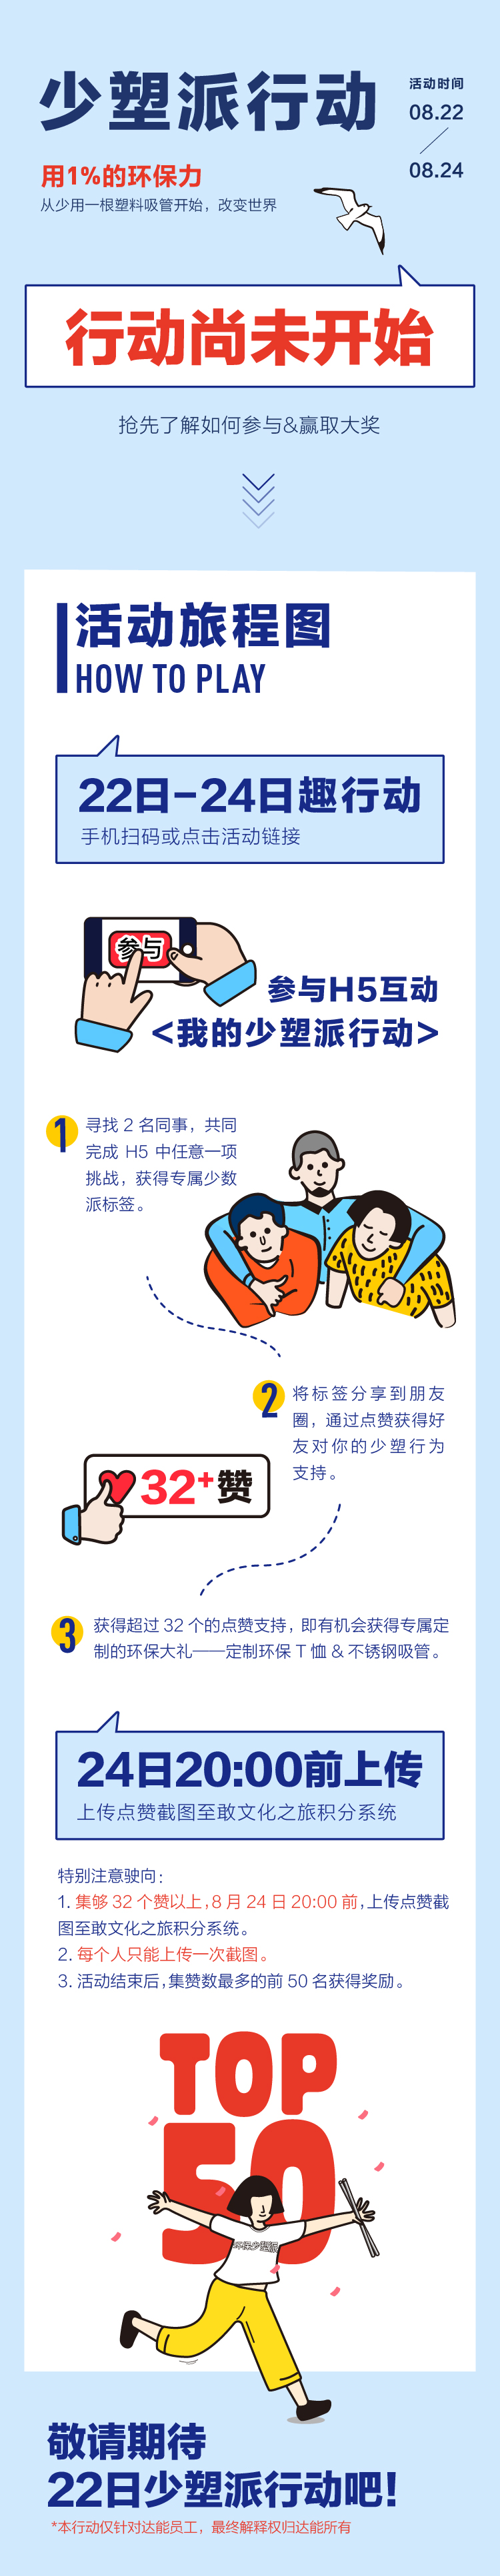 少塑派行动
活动时间
08.22
08.24
用1%的环保力
从少用一根塑料吸管开始，改变世界
行动尚未开始
抢先了解如何参与&赢取大奖
活动旅程图
HOW TO PLAY
22日-24日趣行动
手机扫码或点击活动链接
参与
参与H5互动
<我的少塑派行动>
1
寻找 2 名同事，共同
完成 H5 中任意一项
挑战，获得专属少数
派标签。
2
将标签分享到朋友
圈，通过点赞获得好
友对你的少塑行为
支持。
32+赞
3
获得超过 32 个的点赞支持，即有机会获得专属定
制的环保大礼——定制环保 T 恤 & 不锈钢吸管。
24日20:00前上传
上传点赞截图至敢文化之旅积分系统
特别注意驶向：
1. 集够 32 个赞以上，8 月 24 日 20:00 前，上传点赞截
图至敢文化之旅积分系统。
2. 每个人只能上传一次截图。
3. 活动结束后，集赞数最多的前 50 名获得奖励。
TOP
50
环保少塑派
敬请期待
22日少塑派行动吧!
*本行动仅针对达能员工，最终解释权归达能所有